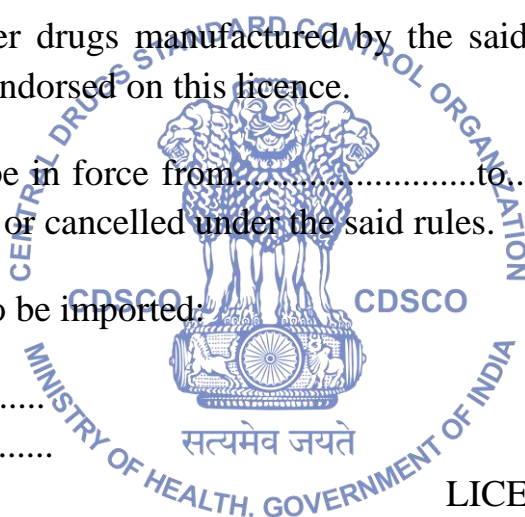 er drugs manufactured by the said
ndorsed on this licence.
be in force from........................to..
or cancelled under the said rules.
o be imported:
.....
......
LICE
CENTRAL DRUGS STANDARD CONTROL ORGANIZATION
CDSCO CDSCO
सत्यमेव जयते
MINISTRY OF HEALTH, GOVERNMENT OF INDIA